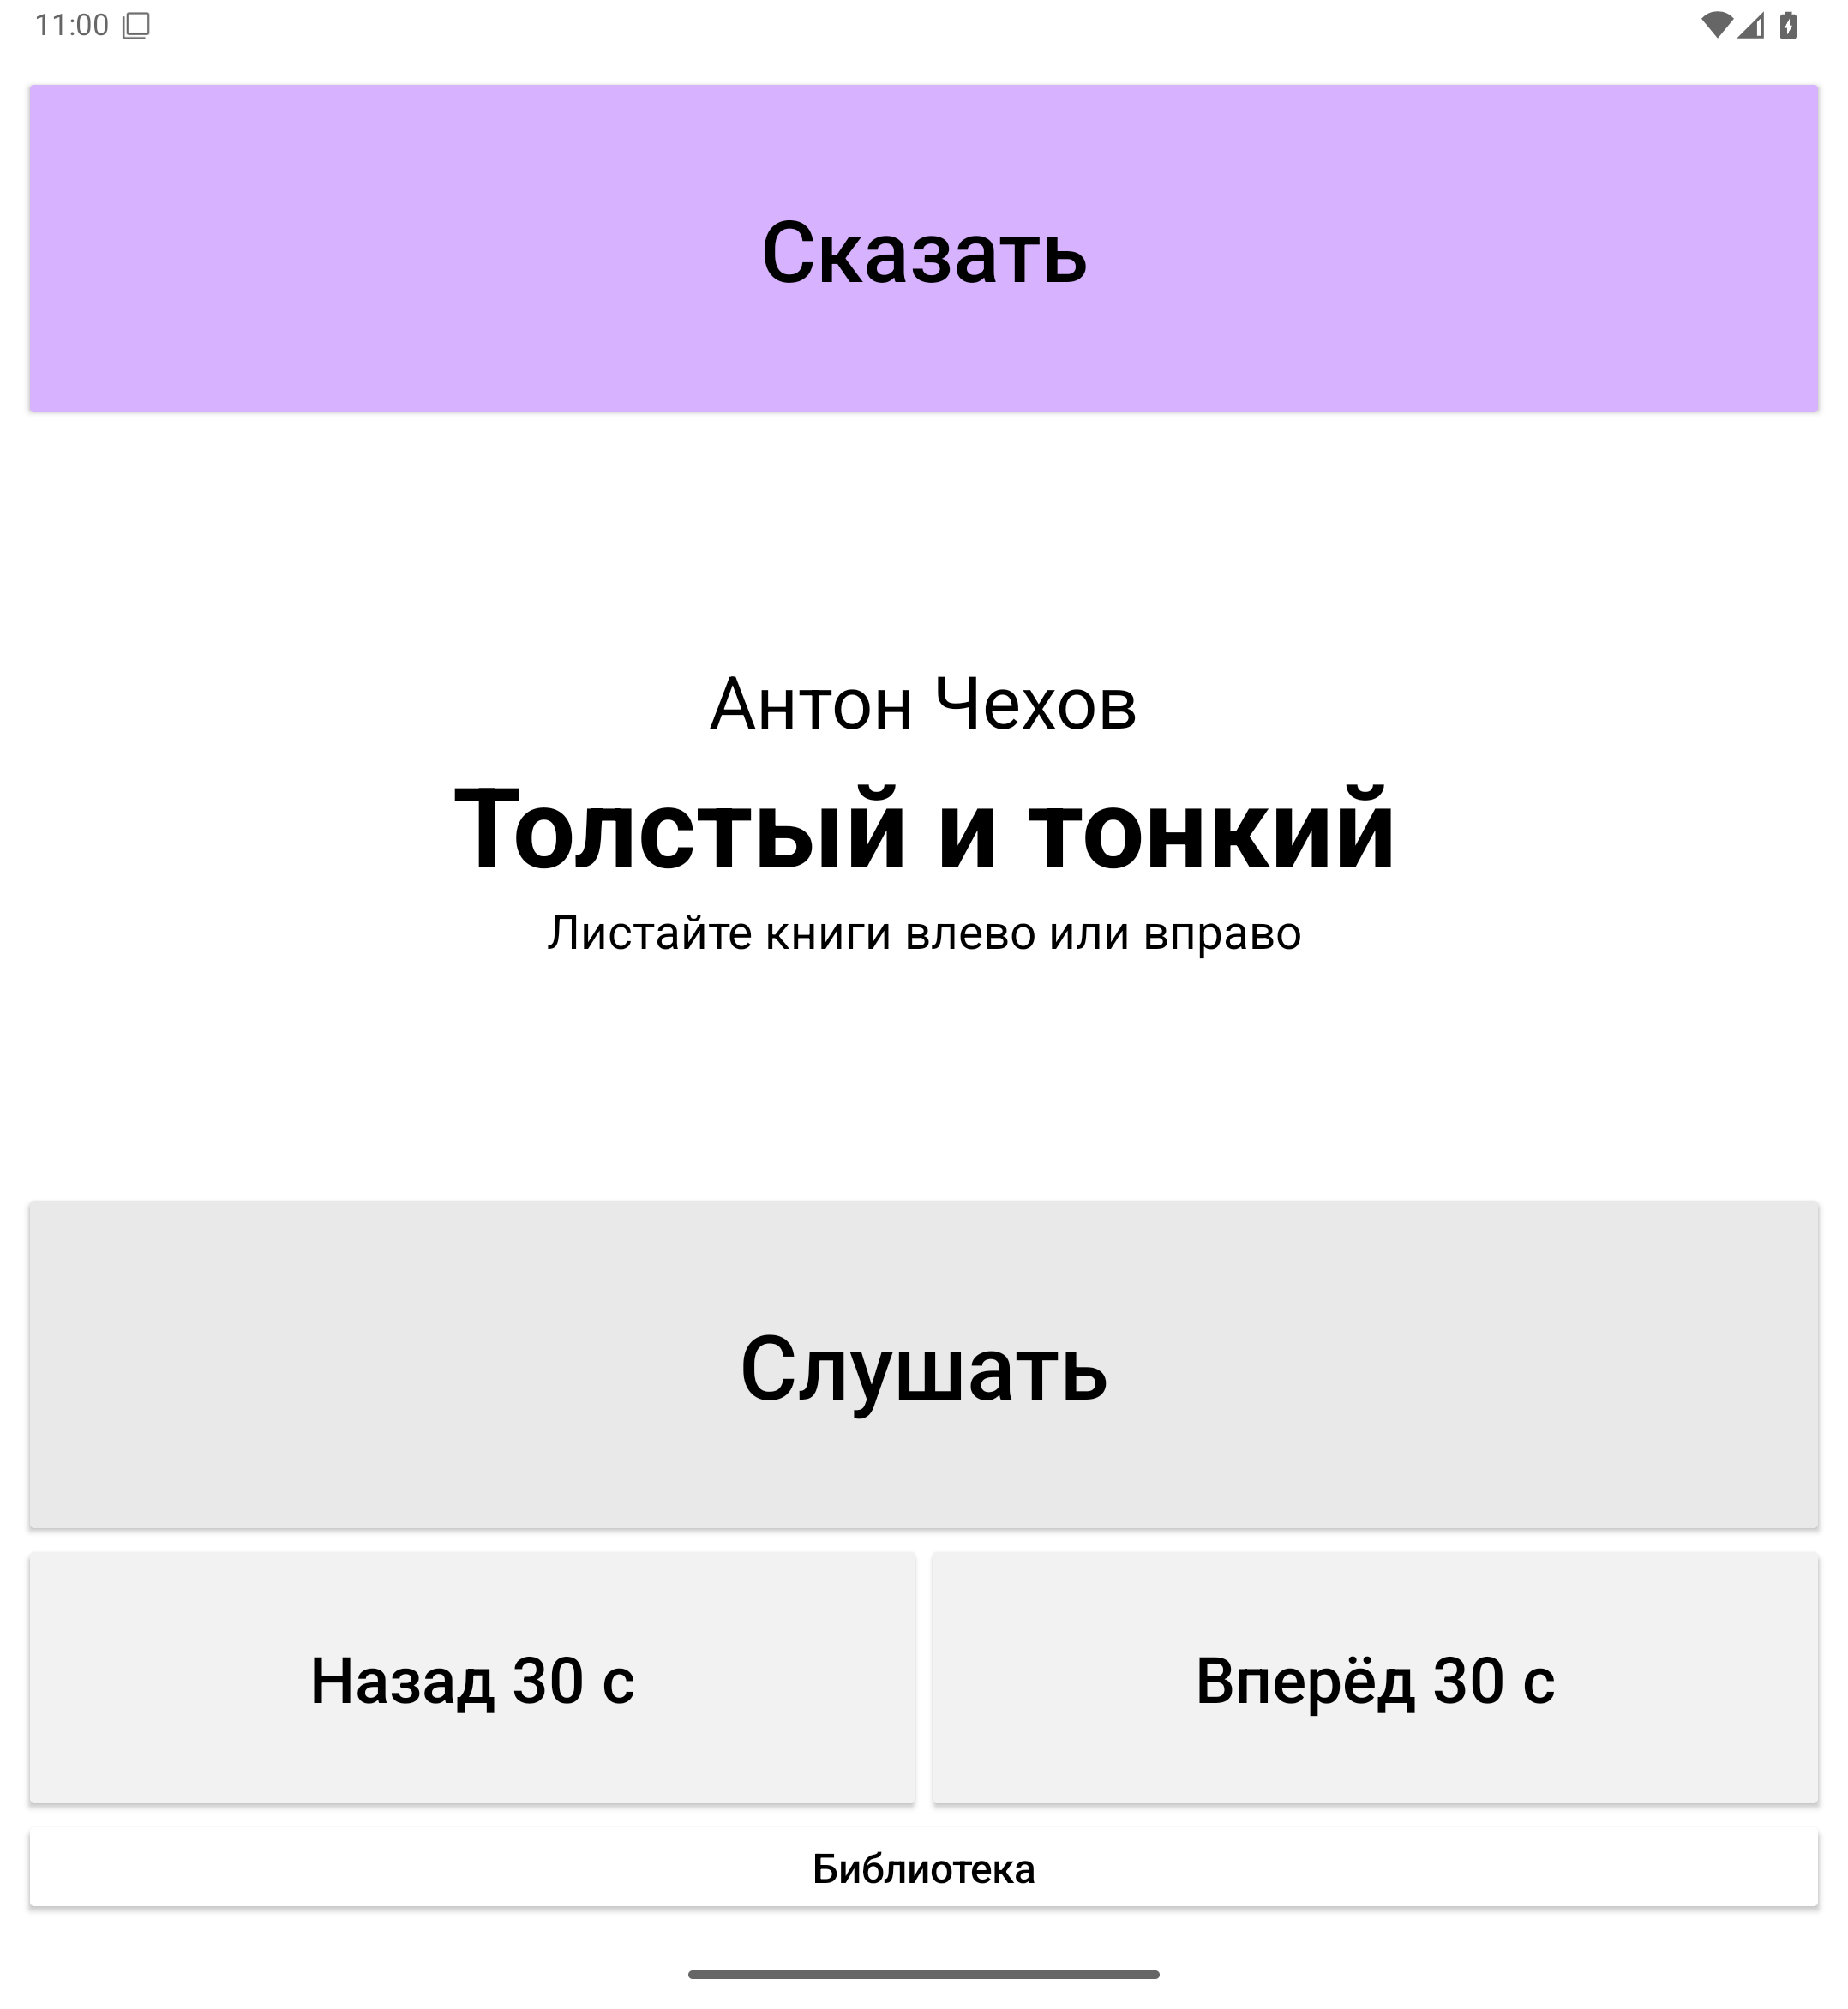 11:00
Сказать
Антон Чехов
Толстый и тонкий
Листайте книги влево или вправо
Слушать
Назад 30 с
Вперёд 30 с
Библиотека